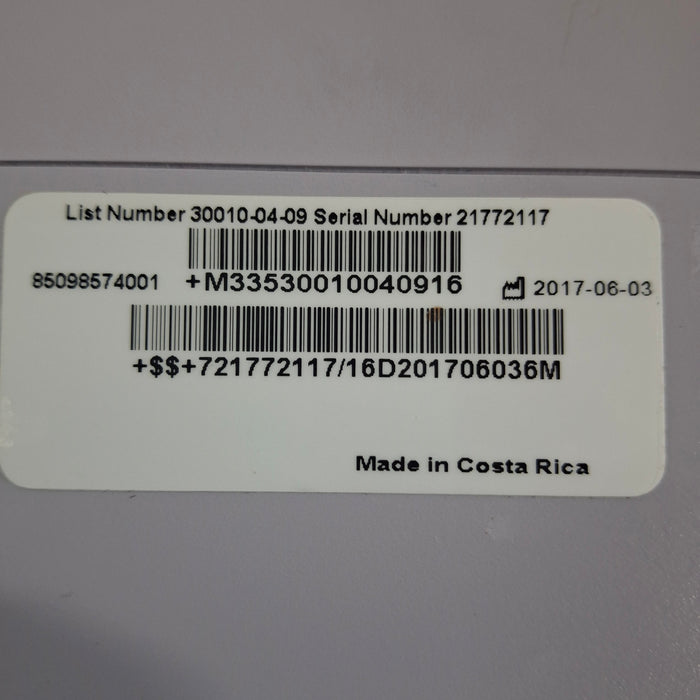 List Number 30010-04-09 Serial Number 21772117
85098574001 +M33530010040916 2017-06-03
+$$+721772117/16D201706036M
Made in Costa Rica